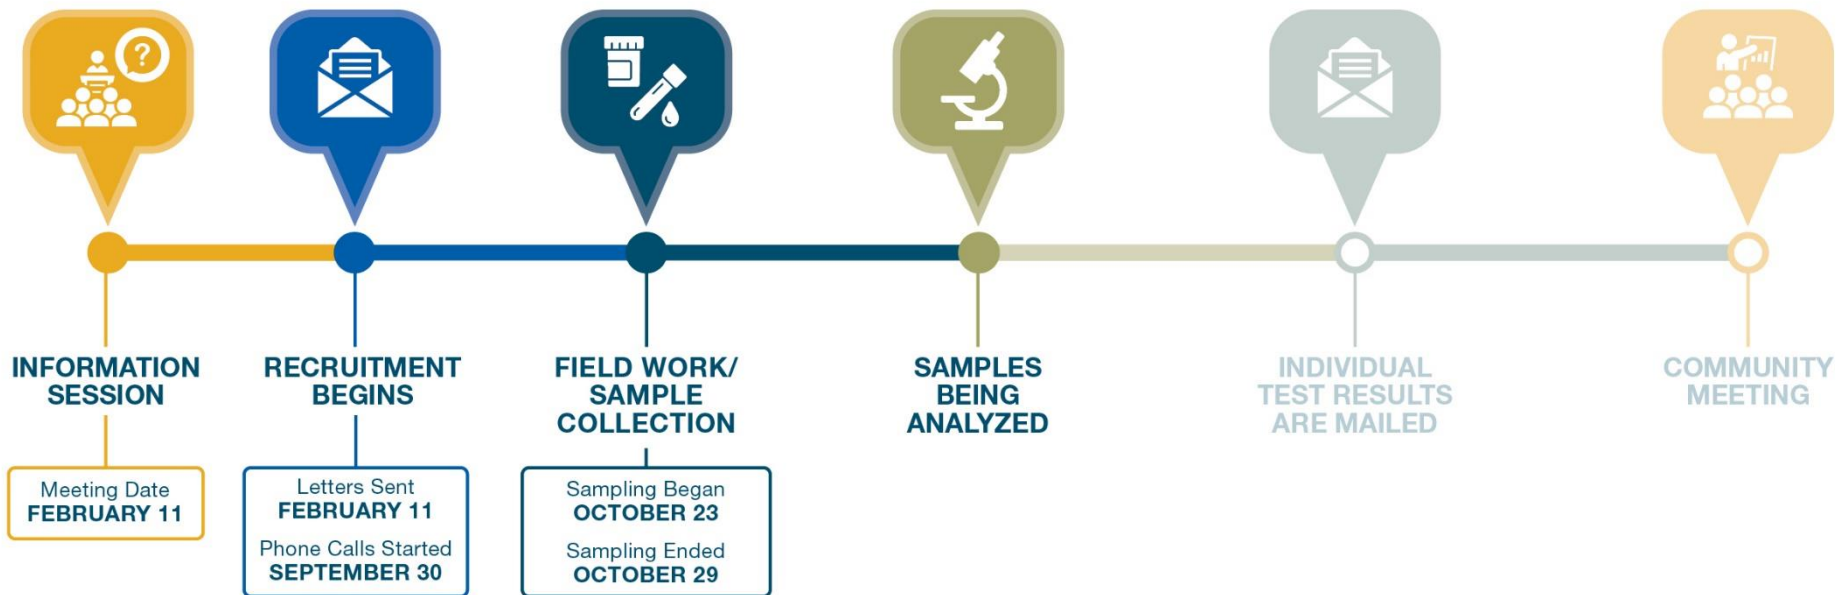 ?
INFORMATION
SESSION
Meeting Date
FEBRUARY 11
RECRUITMENT
BEGINS
Letters Sent
FEBRUARY 11
Phone Calls Started
SEPTEMBER 30
FIELD WORK/
SAMPLE
COLLECTION
Sampling Began
OCTOBER 23
Sampling Ended
OCTOBER 29
SAMPLES
BEING
ANALYZED
INDIVIDUAL
TEST RESULTS
ARE MAILED
COMMUNITY
MEETING